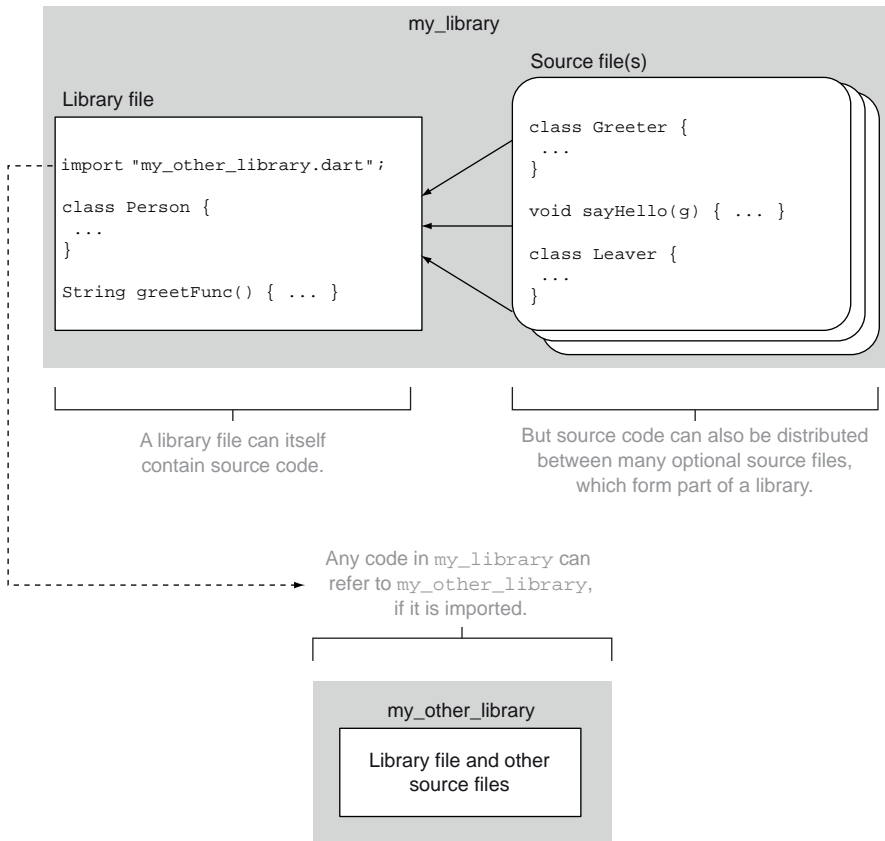 my_library
Library file
import "my_other_library.dart";
class Person {
...
}
String greetFunc() { ... }
Source file(s)
class Greeter {
...
}
void sayHello(g) { ... }
class Leaver {
...
}
A library file can itself
contain source code.
But source code can also be distributed
between many optional source files,
which form part of a library.
Any code in my_library can
refer to my_other_library,
if it is imported.
my_other_library
Library file and other
source files